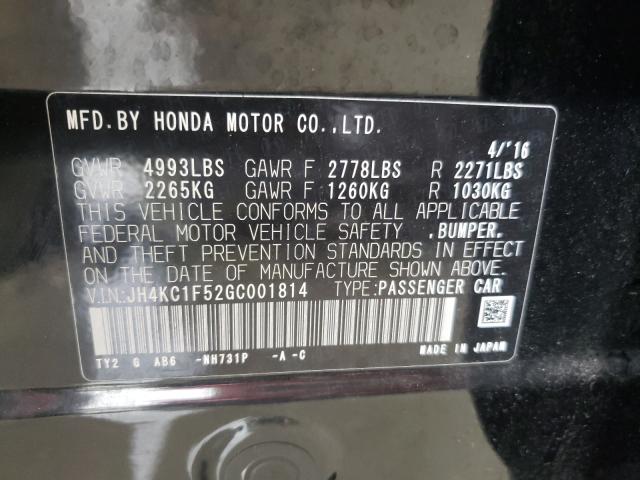 MFD.BY HONDA MOTOR CO.,LTD.
4/'16
GVWR 4993LBS GAWR F 2778LBS R 2271LBS
GVWR 2265KG GAWR F 1260KG R 1030KG
THIS VEHICLE CONFORMS TO ALL APPLICABLE
FEDERAL MOTOR VEHICLE SAFETY ,BUMPER,
AND THEFT PREVENTION STANDARDS IN EFFECT
ON DATE OF MANUFACTURE SHOWN ABOVE.
V.I.N:JH4KC1F52GC001814 TYPE:PASSENGER CAR
TY2 G AB6 -NH731P -A -C MADE IN JAPAN